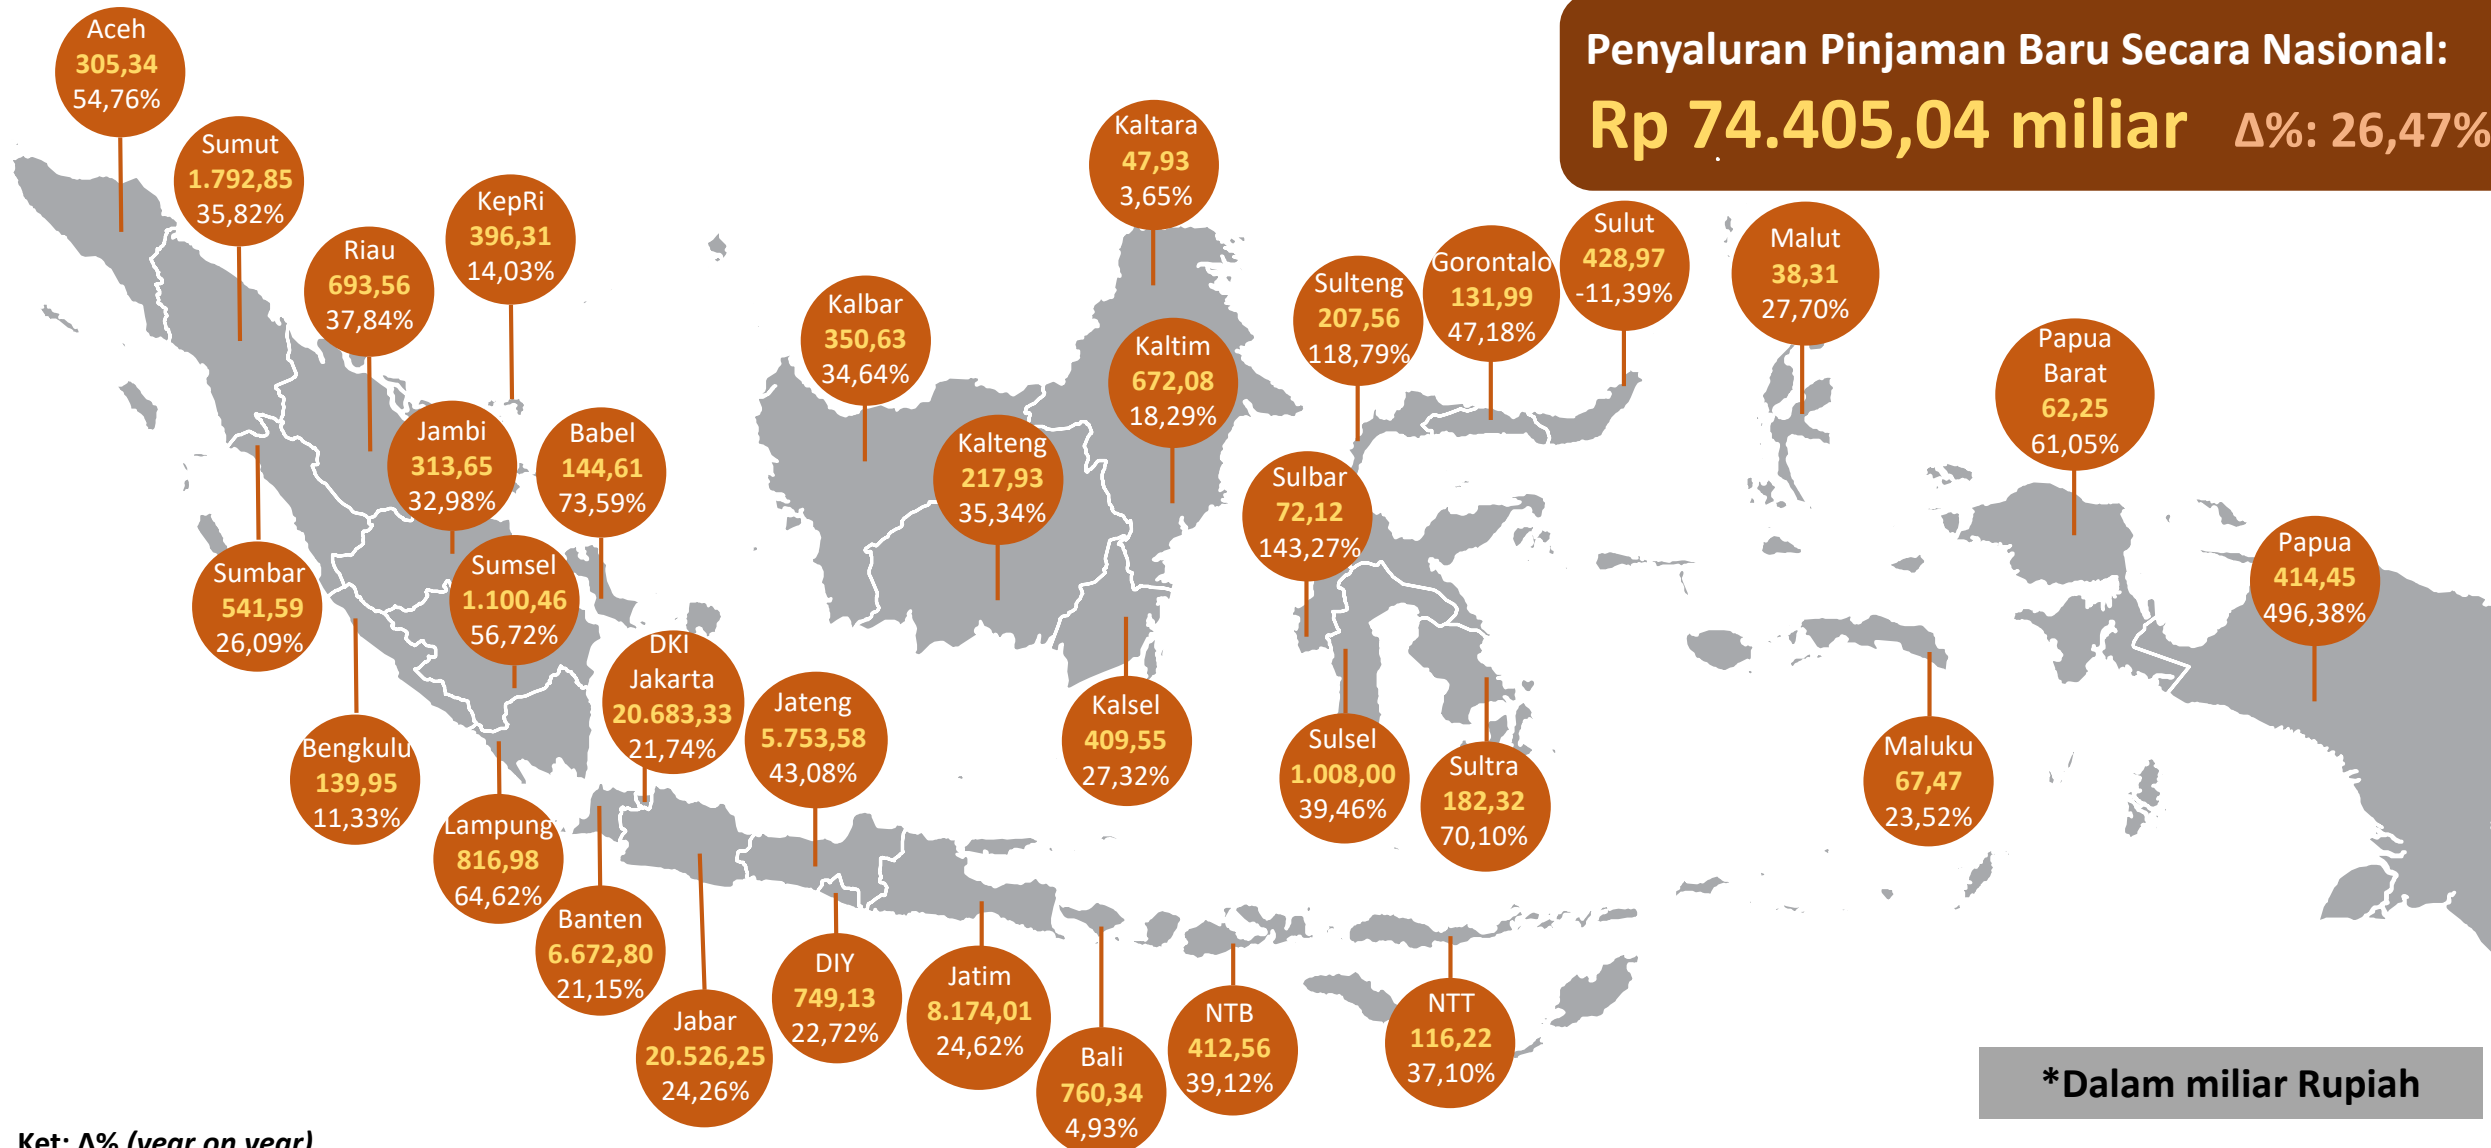 Penyaluran Pinjaman Baru Secara Nasional:
Rp 74.405,04 miliar Δ%: 26,47%
Aceh
305,34
54,76%
Sumut
1.792,85
35,82%
Riau
693,56
37,84%
KepRi
396,31
14,03%
Jambi
313,65
32,98%
Babel
144,61
73,59%
Sumbar
541,59
26,09%
Sumsel
1.100,46
56,72%
Bengkulu
139,95
11,33%
Lampung
816,98
64,62%
DKI
Jakarta
20.683,33
21,74%
Jateng
5.753,58
43,08%
Banten
6.672,80
21,15%
Jabar
20.526,25
24,26%
DIY
749,13
22,72%
Jatim
8.174,01
24,62%
Bali
760,34
4,93%
NTB
412,56
39,12%
NTT
116,22
37,10%
Kalbar
350,63
34,64%
Kalteng
217,93
35,34%
Kaltara
47,93
3,65%
Kaltim
672,08
18,29%
Kalsel
409,55
27,32%
Sulteng
207,56
118,79%
Gorontalo
131,99
47,18%
Sulut
428,97
-11,39%
Sulbar
72,12
143,27%
Sulsel
1.008,00
39,46%
Sultra
182,32
70,10%
Malut
38,31
27,70%
Maluku
67,47
23,52%
Papua
Barat
62,25
61,05%
Papua
414,45
496,38%
*Dalam miliar Rupiah
Ket: Δ% (year on year)